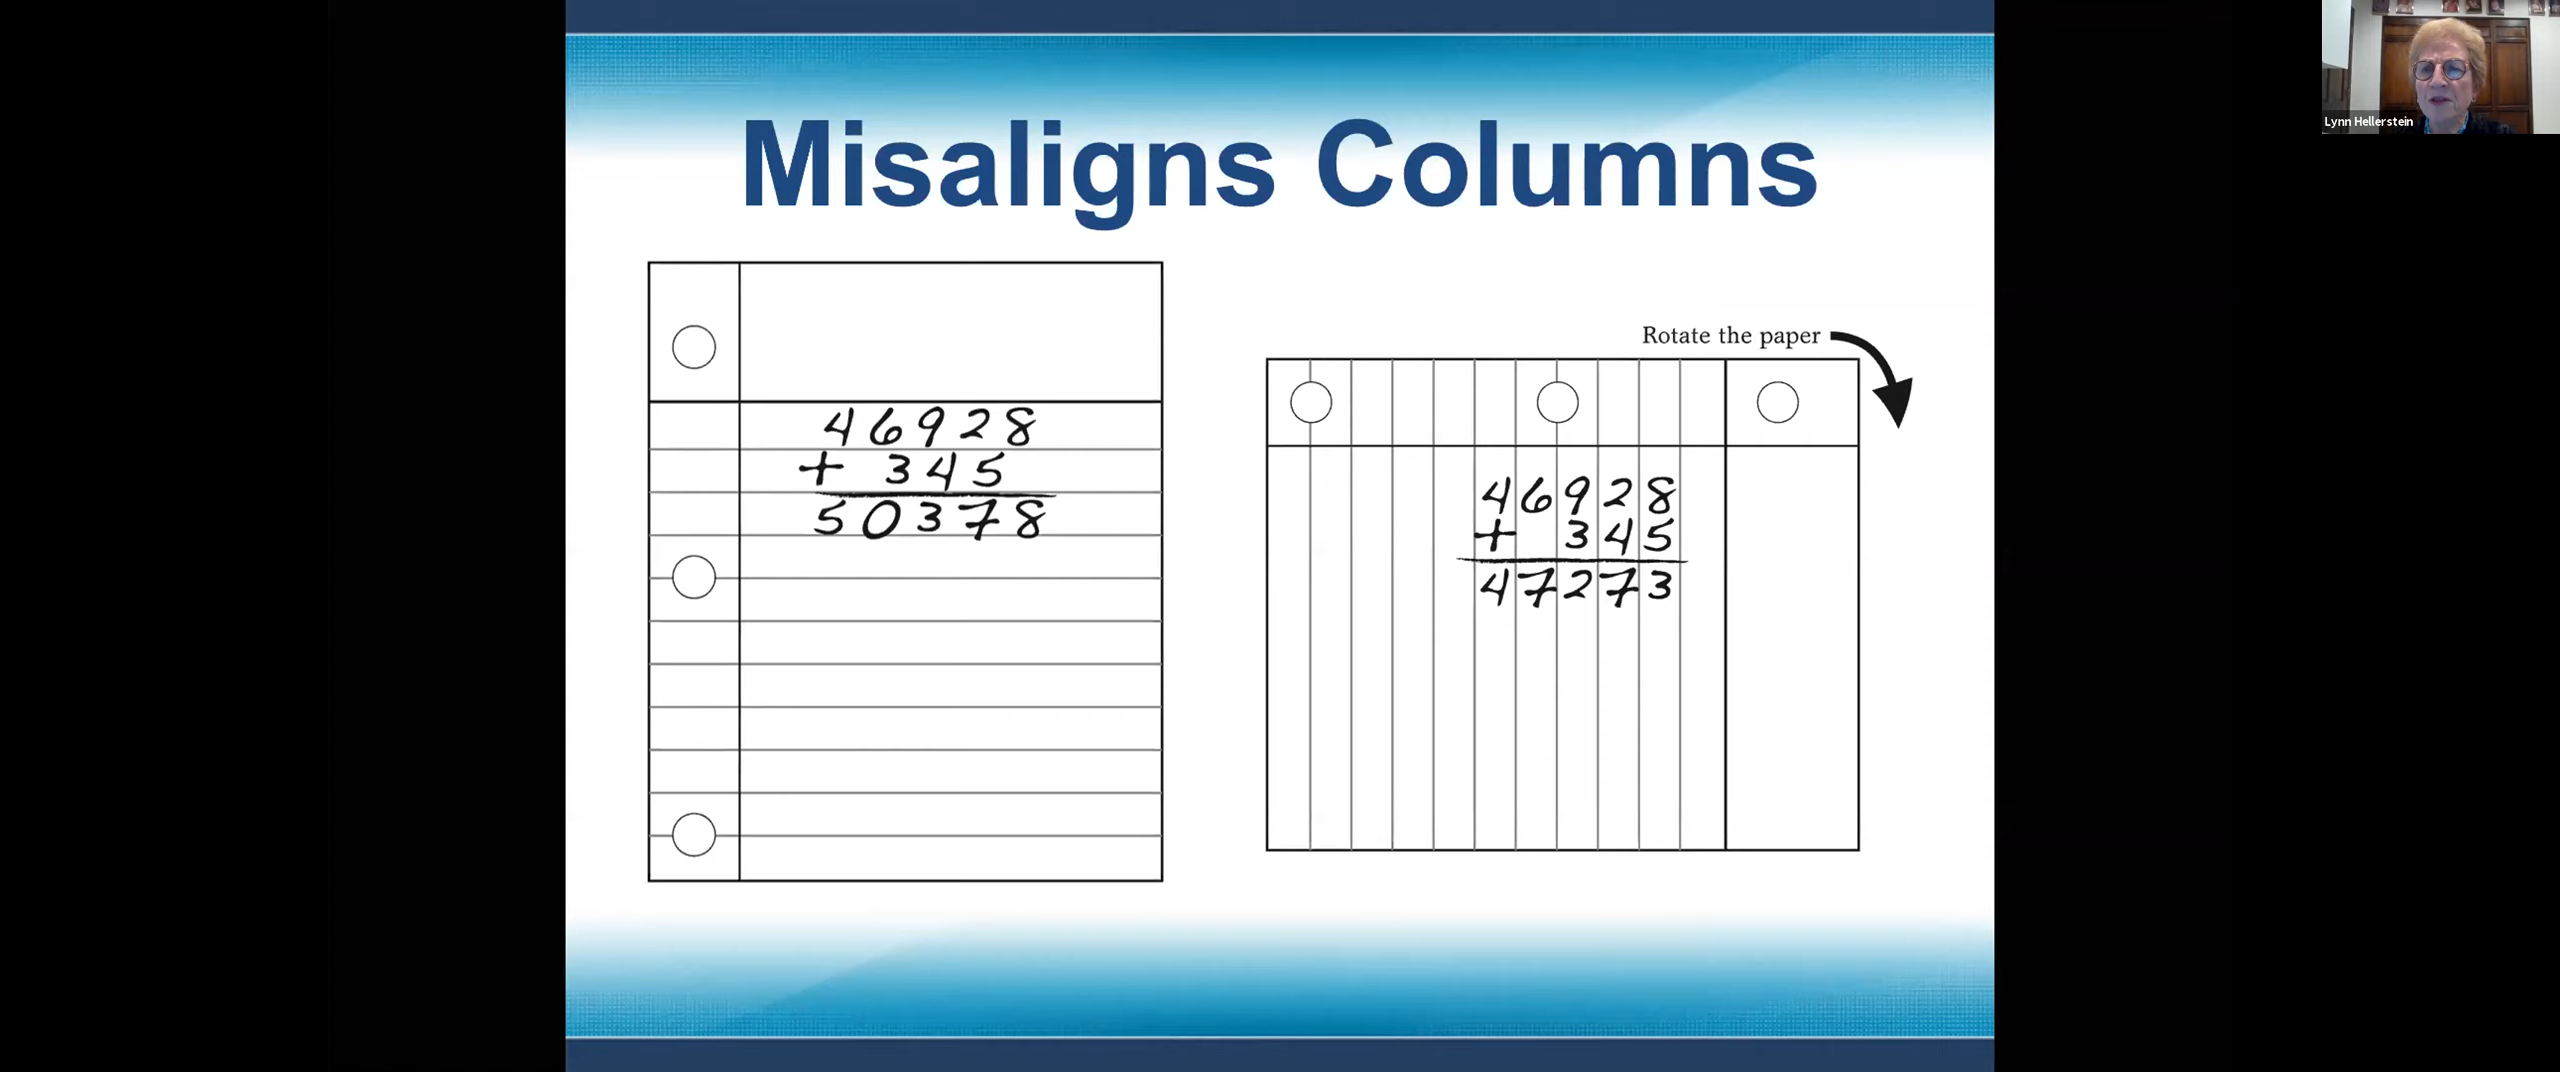 Misaligns Columns
46928
+ 345
50378
Rotate the paper
46928
+ 345
47273
Lynn Hellerstein